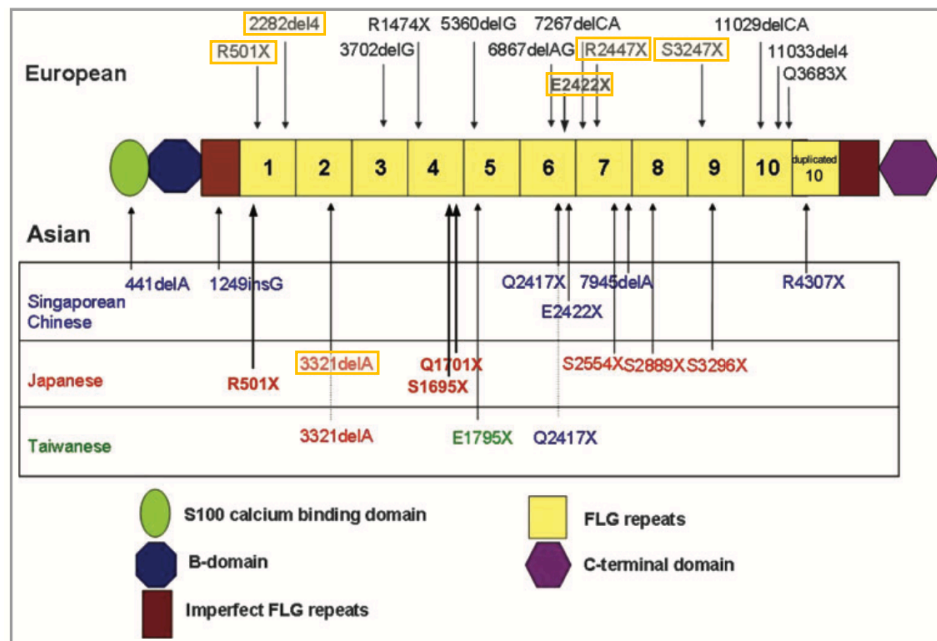 2282del4 R1474X 5360delG 7267delCA 11029delCA
R501X 3702delG 6867delAG R2447X S3247X 11033del4
European E2422X Q3683X
1 2 3 4 5 6 7 8 9 10 duplicated 10
Asian
441delA 1249insG Q2417X 7945delA R4307X
Singaporean
Chinese E2422X
3321delA Q1701X S2554X S2889X S3296X
Japanese R501X S1695X
Taiwanese 3321delA E1795X Q2417X
S100 calcium binding domain FLG repeats
B-domain C-terminal domain
Imperfect FLG repeats